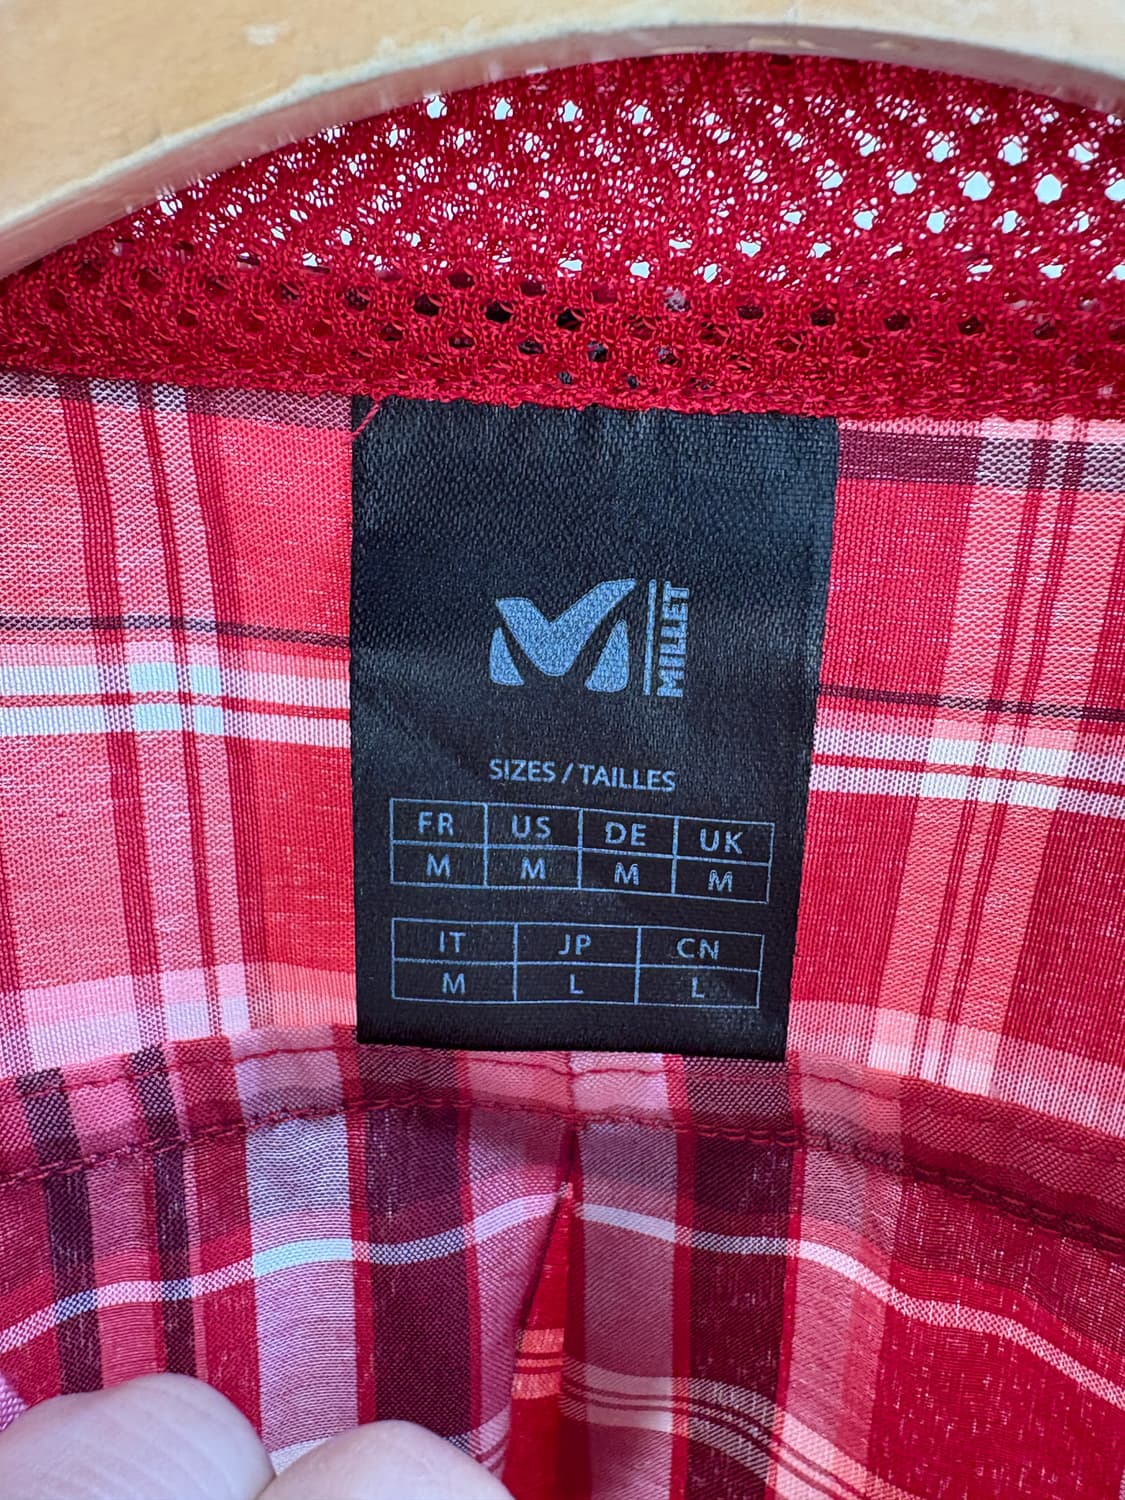 MILLET
SIZES / TAILLES
FR US DE UK
M M M M
IT JP CN
M L L